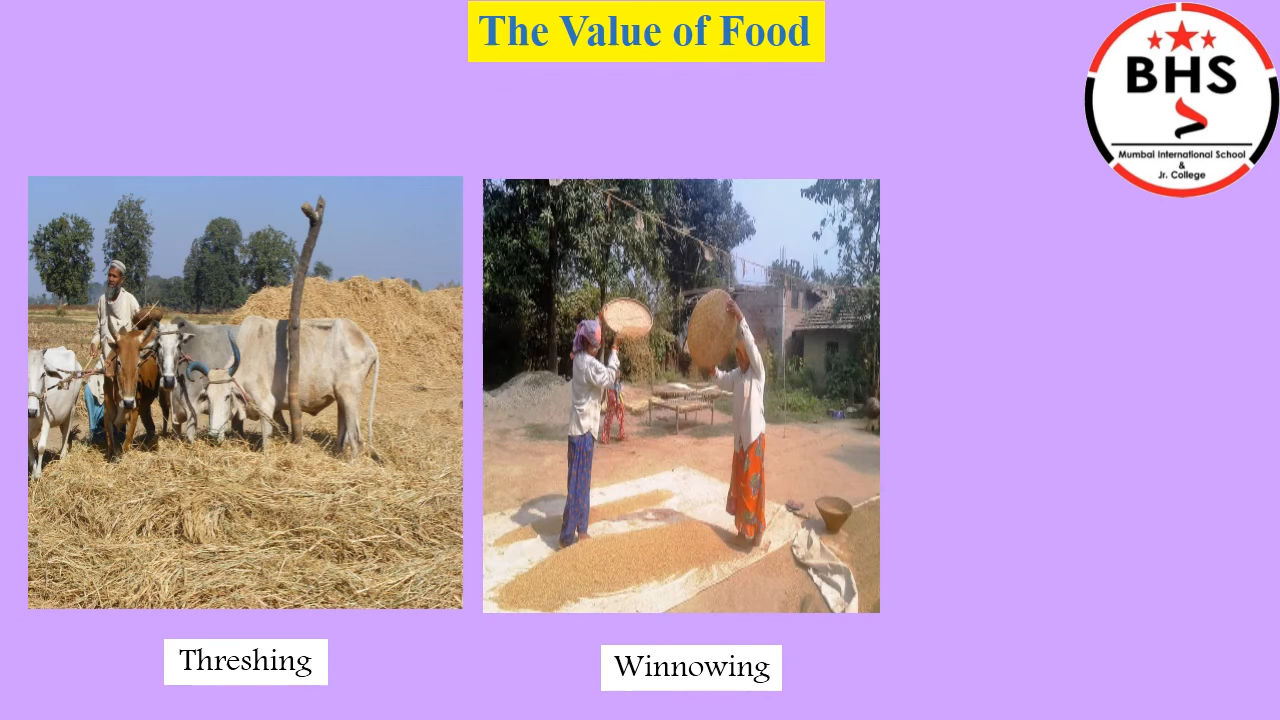 The Value of Food
BHS
Mumbai International School
&
Jr. College
Threshing
Winnowing